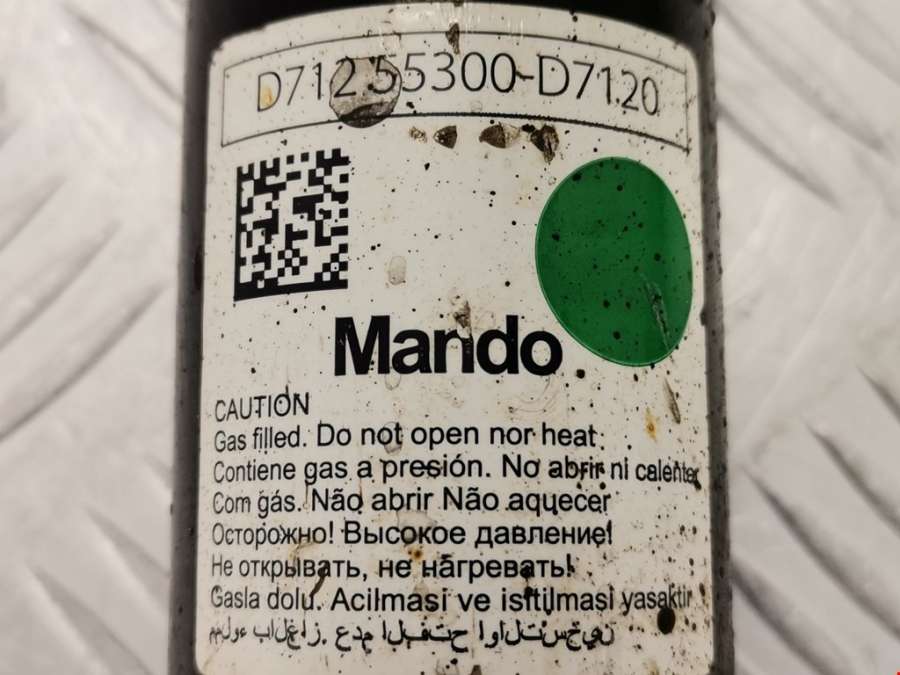 D712 55300-D7120
Mando
CAUTION
Gas filled. Do not open nor heat.
Contiene gas a presión. No abrir ni calentar
Com gás. Não abrir Não aquecer
Осторожно! Высокое давление!
Не открывать, не нагревать!
Gasla dolu. Acilmasi ve isitilmasi yasaktir
مملوء بالغاز. عدم الفتح اوالتسخين